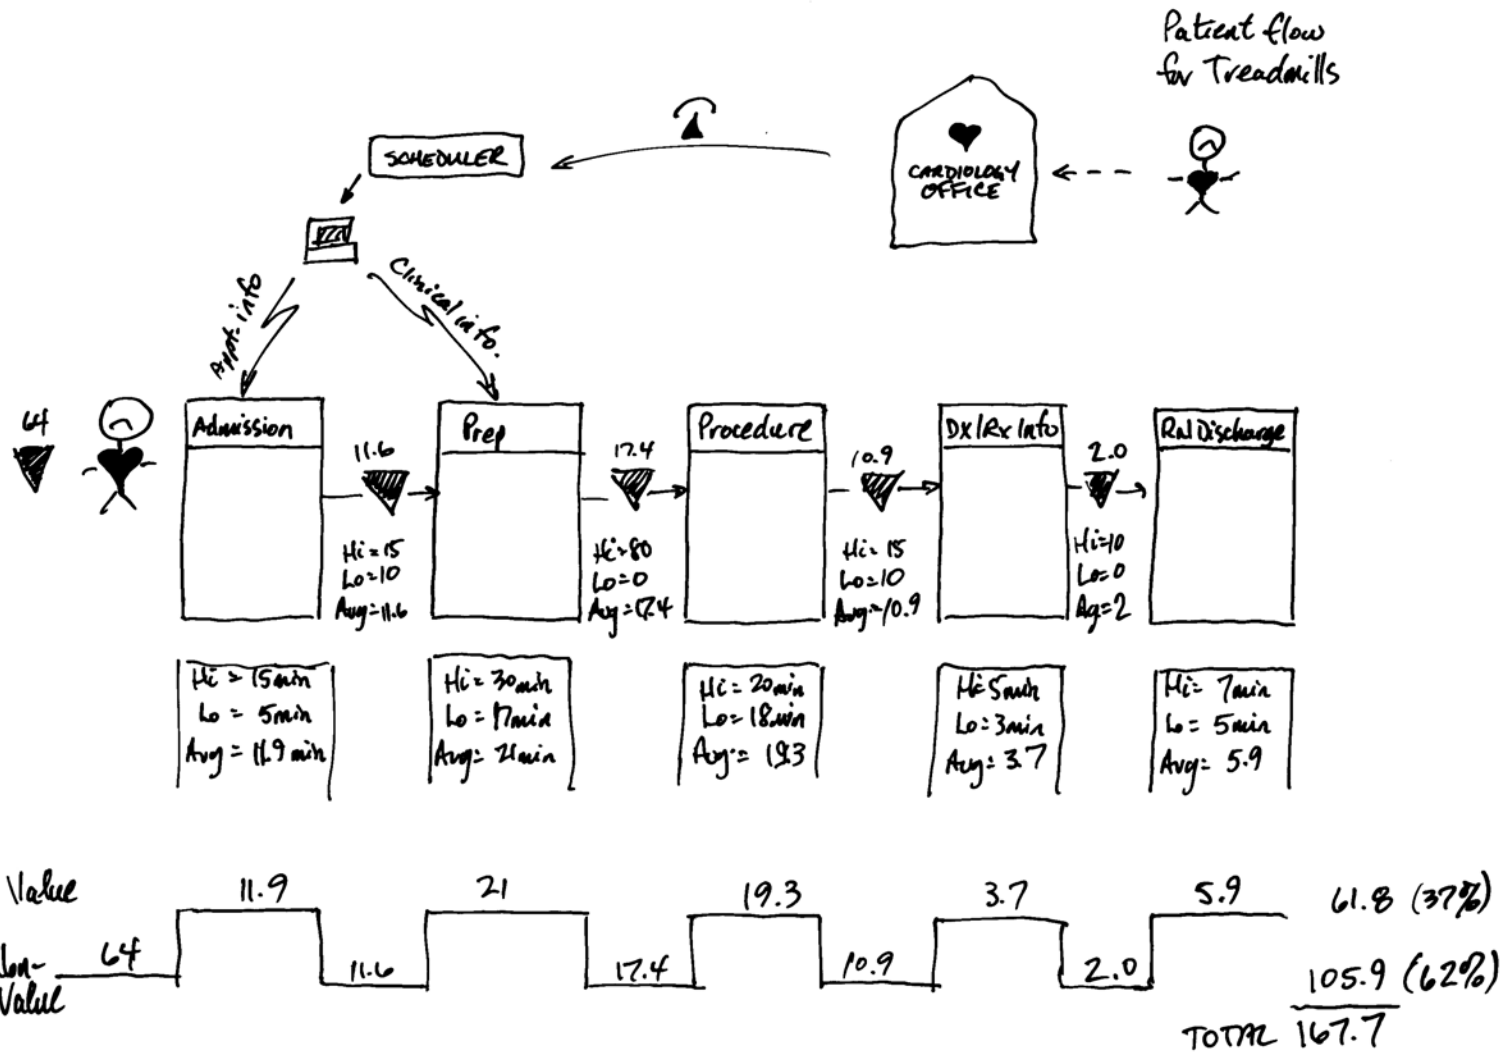 Patient flow
for Treadmills
SCHEDULER
CARDIOLOGY
OFFICE
Appt. info
Clinical info.
64
Admission
11.6
Prep
17.4
Procedure
10.9
DX/Rx Info
2.0
RN Discharge
Hi=15
Lo=10
Avg=11.6
Hi=80
Lo=0
Avg=17.4
Hi=15
Lo=10
Avg=10.9
Hi=10
Lo=0
Ag=2
Hi=15min
Lo=5min
Avg=11.9min
Hi=30min
Lo=17min
Avg=21min
Hi=20min
Lo=18min
Avg=19.3
Hi=5min
Lo=3min
Avg=3.7
Hi=7min
Lo=5min
Avg=5.9
Value
11.9
21
19.3
3.7
5.9
61.8 (37%)
Non-
Value
64
11.6
17.4
10.9
2.0
105.9 (62%)
TOTAL 167.7